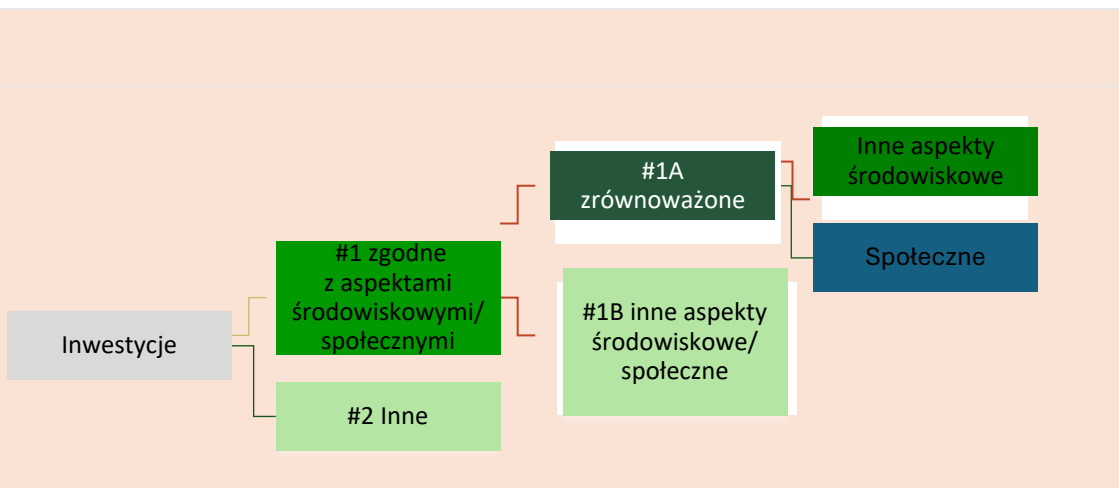 Inwestycje
#1 zgodne
z aspektami
środowiskowymi/
społecznymi
#2 Inne
#1A
zrównoważone
#1B inne aspekty
środowiskowe/
społeczne
Inne aspekty
środowiskowe
Społeczne